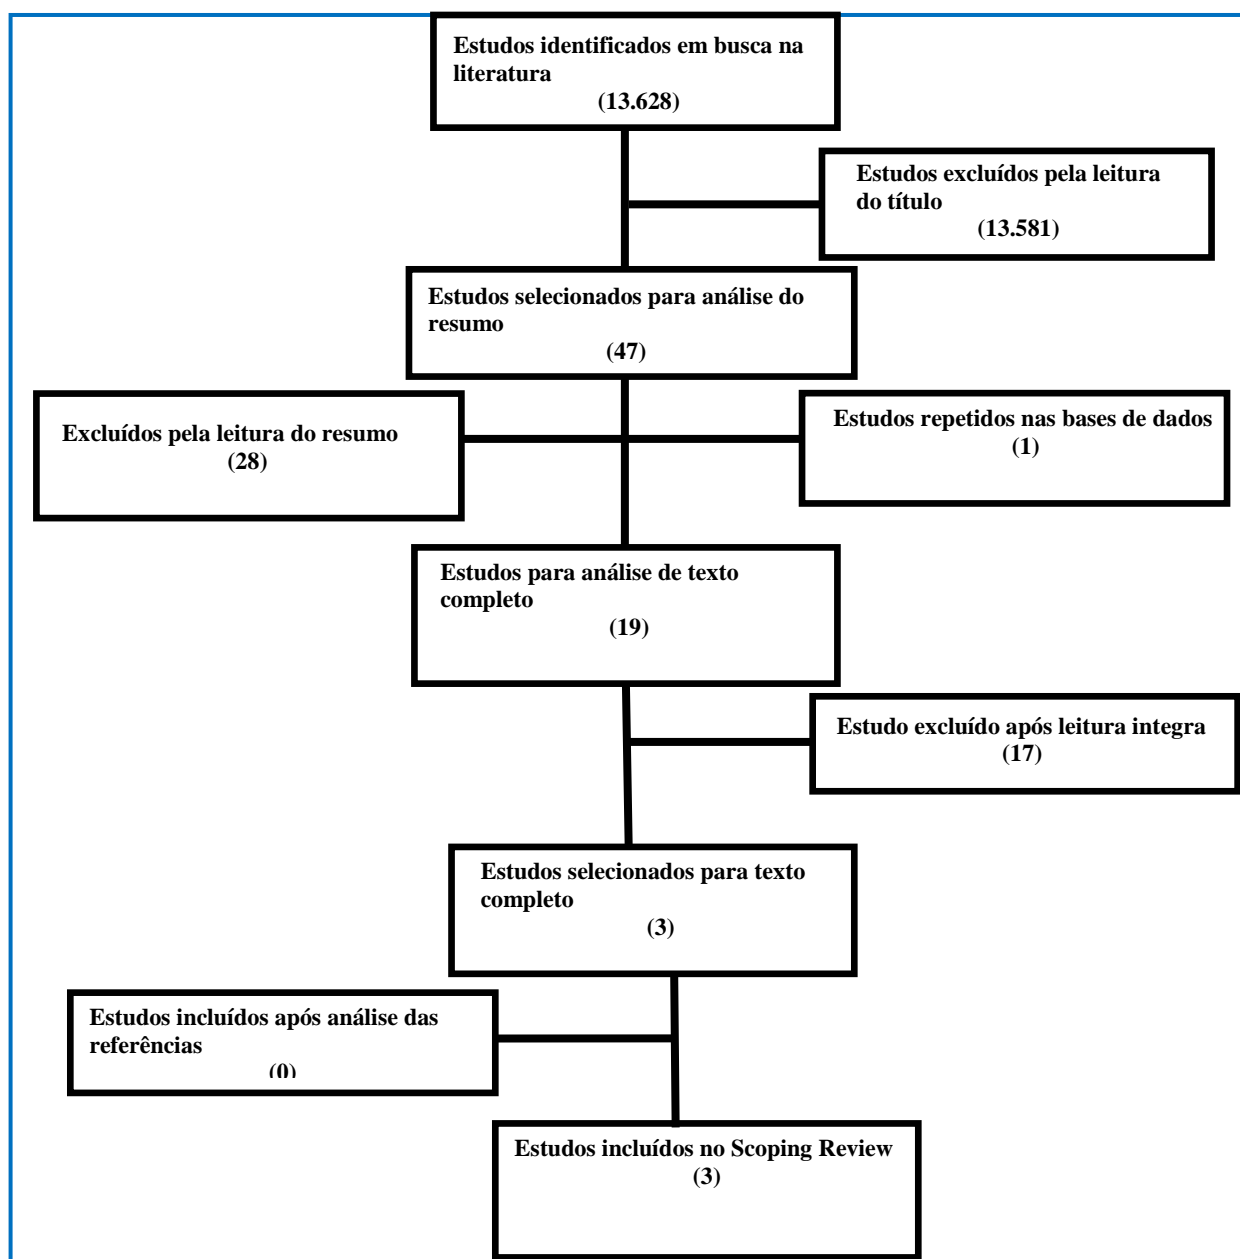 Estudos identificados em busca na
literatura
(13.628)
Estudos excluídos pela leitura
do título
(13.581)
Estudos selecionados para análise do
resumo
(47)
Excluídos pela leitura do resumo
(28)
Estudos repetidos nas bases de dados
(1)
Estudos para análise de texto
completo
(19)
Estudo excluído após leitura integra
(17)
Estudos selecionados para texto
completo
(3)
Estudos incluídos após análise das
referências
(0)
Estudos incluídos no Scoping Review
(3)